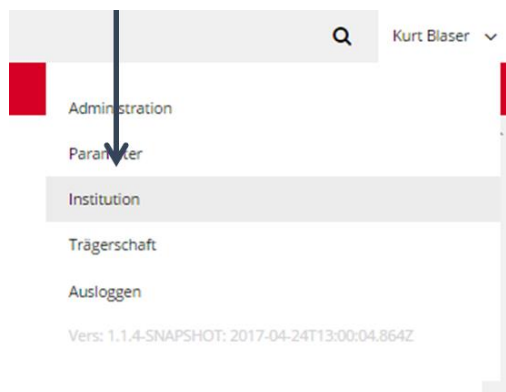 Kurt Blaser
Administration
Parameter
Institution
Trägerschaft
Ausloggen
Vers: 1.1.4-SNAPSHOT: 2017-04-24T13:00:04.864Z